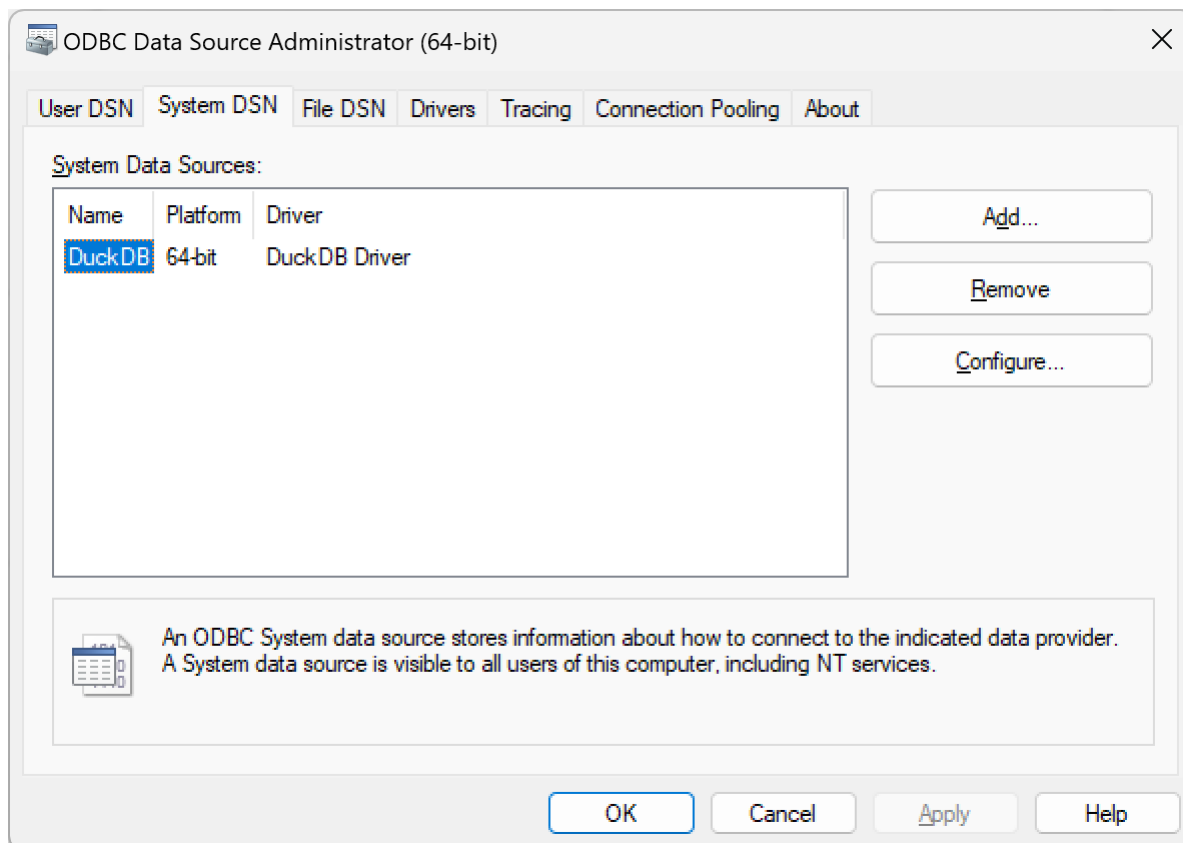 ODBC Data Source Administrator (64-bit)
User DSN System DSN File DSN Drivers Tracing Connection Pooling About
System Data Sources:
Name Platform Driver
DuckDB 64-bit DuckDB Driver
Add...
Remove
Configure...
An ODBC System data source stores information about how to connect to the indicated data provider.
A System data source is visible to all users of this computer, including NT services.
OK Cancel Apply Help